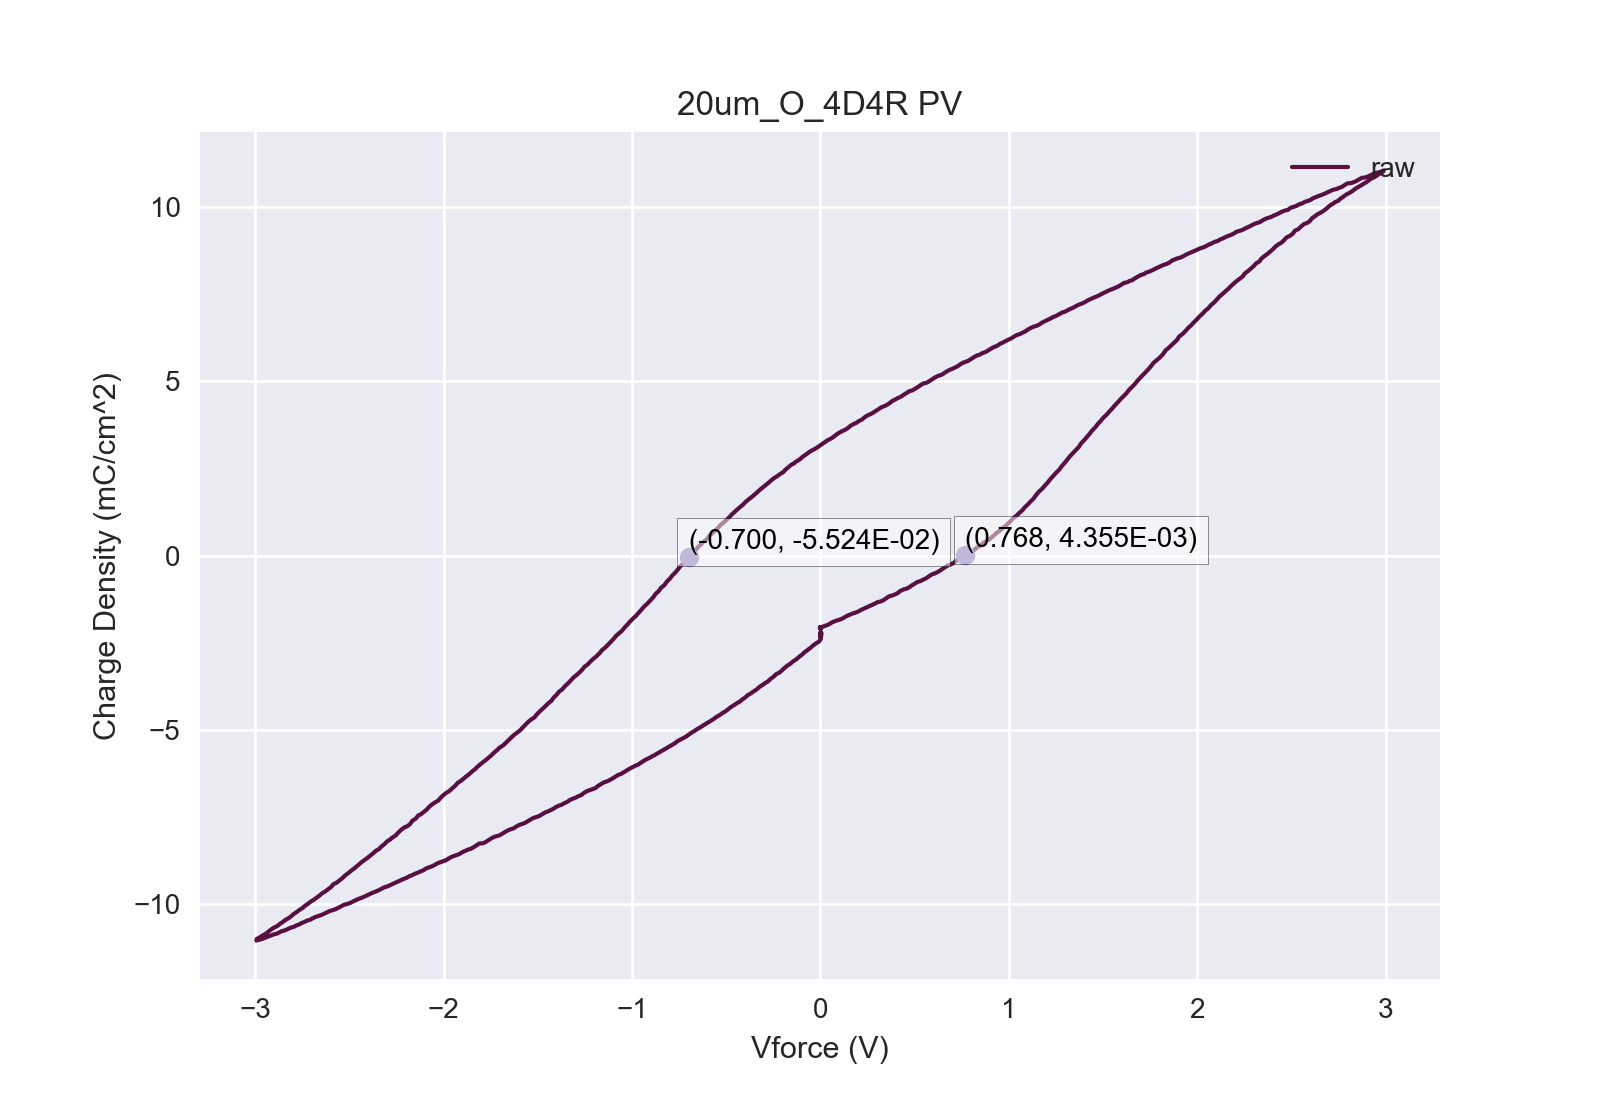 20um_O_4D4R PV
raw
10
5
0
−5
−10
Charge Density (mC/cm^2)
(-0.700, -5.524E-02)
(0.768, 4.355E-03)
−3 −2 −1 0 1 2 3
Vforce (V)